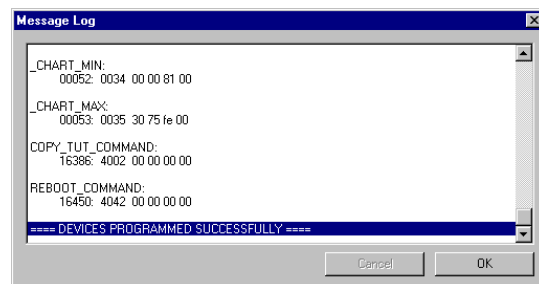 Message Log
_CHART_MIN:
00052: 0034 00 00 81 00
_CHART_MAX:
00053: 0035 30 75 fe 00
COPY_TUT_COMMAND:
16386: 4002 00 00 00 00
REBOOT_COMMAND:
16450: 4042 00 00 00 00
==== DEVICES PROGRAMMED SUCCESSFULLY ====
Cancel OK